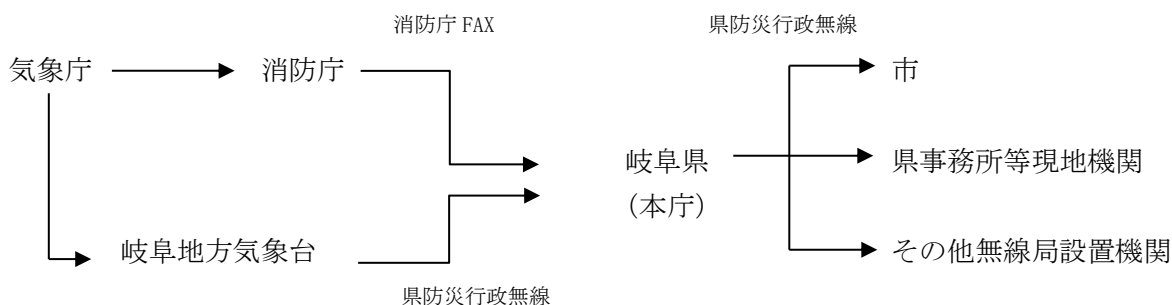 消防庁 FAX
県防災行政無線
気象庁
消防庁
市
岐阜県
(本庁)
県事務所等現地機関
岐阜地方気象台
その他無線局設置機関
県防災行政無線